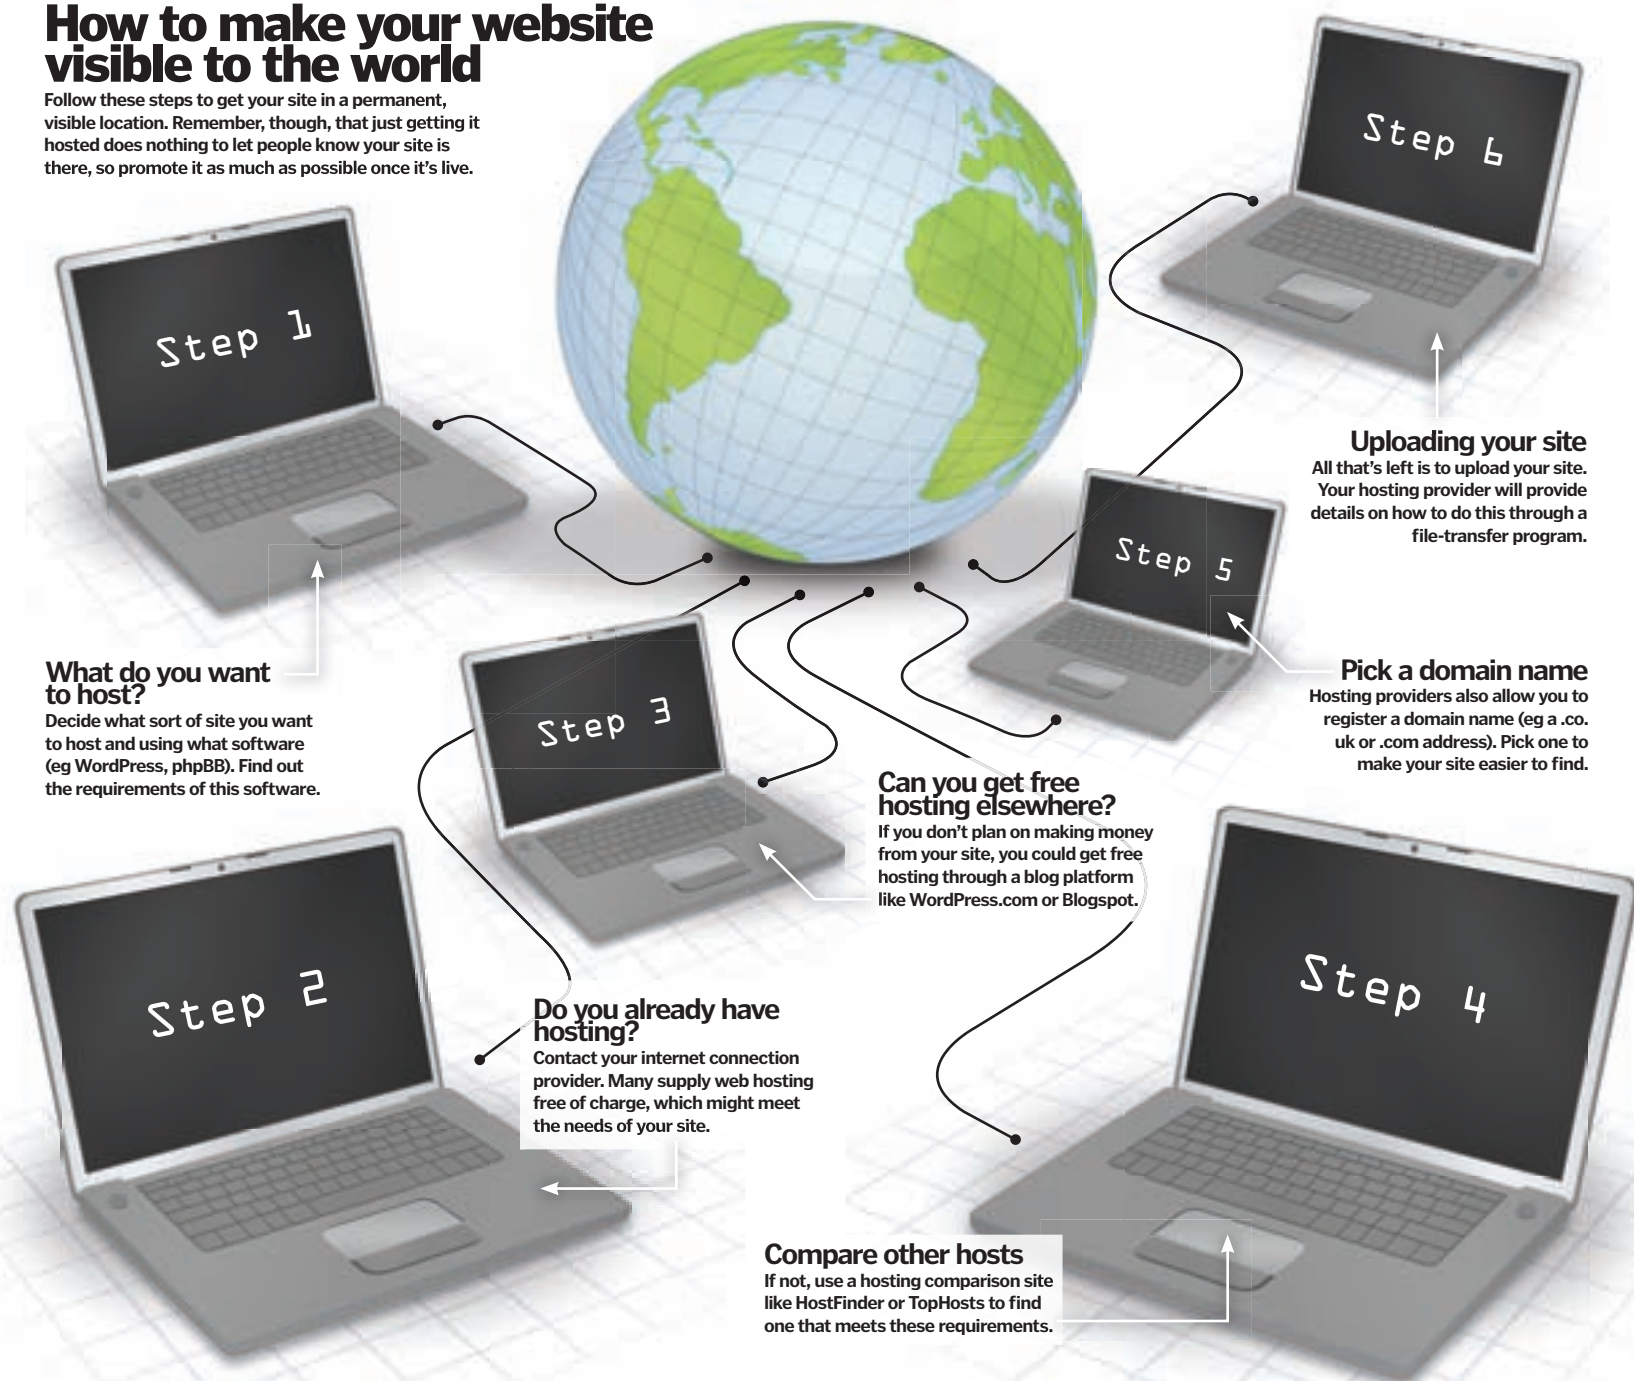 How to make your website
visible to the world
Follow these steps to get your site in a permanent,
visible location. Remember, though, that just getting it
hosted does nothing to let people know your site is
there, so promote it as much as possible once it's live.
Step 1
What do you want
to host?
Decide what sort of site you want
to host and using what software
(eg WordPress, phpBB). Find out
the requirements of this software.
Step 2
Do you already have
hosting?
Contact your internet connection
provider. Many supply web hosting
free of charge, which might meet
the needs of your site.
Step 3
Can you get free
hosting elsewhere?
If you don't plan on making money
from your site, you could get free
hosting through a blog platform
like WordPress.com or Blogspot.
Step 4
Compare other hosts
If not, use a hosting comparison site
like HostFinder or TopHosts to find
one that meets these requirements.
Step 5
Pick a domain name
Hosting providers also allow you to
register a domain name (eg a .co.
uk or .com address). Pick one to
make your site easier to find.
Step 6
Uploading your site
All that's left is to upload your site.
Your hosting provider will provide
details on how to do this through a
file-transfer program.